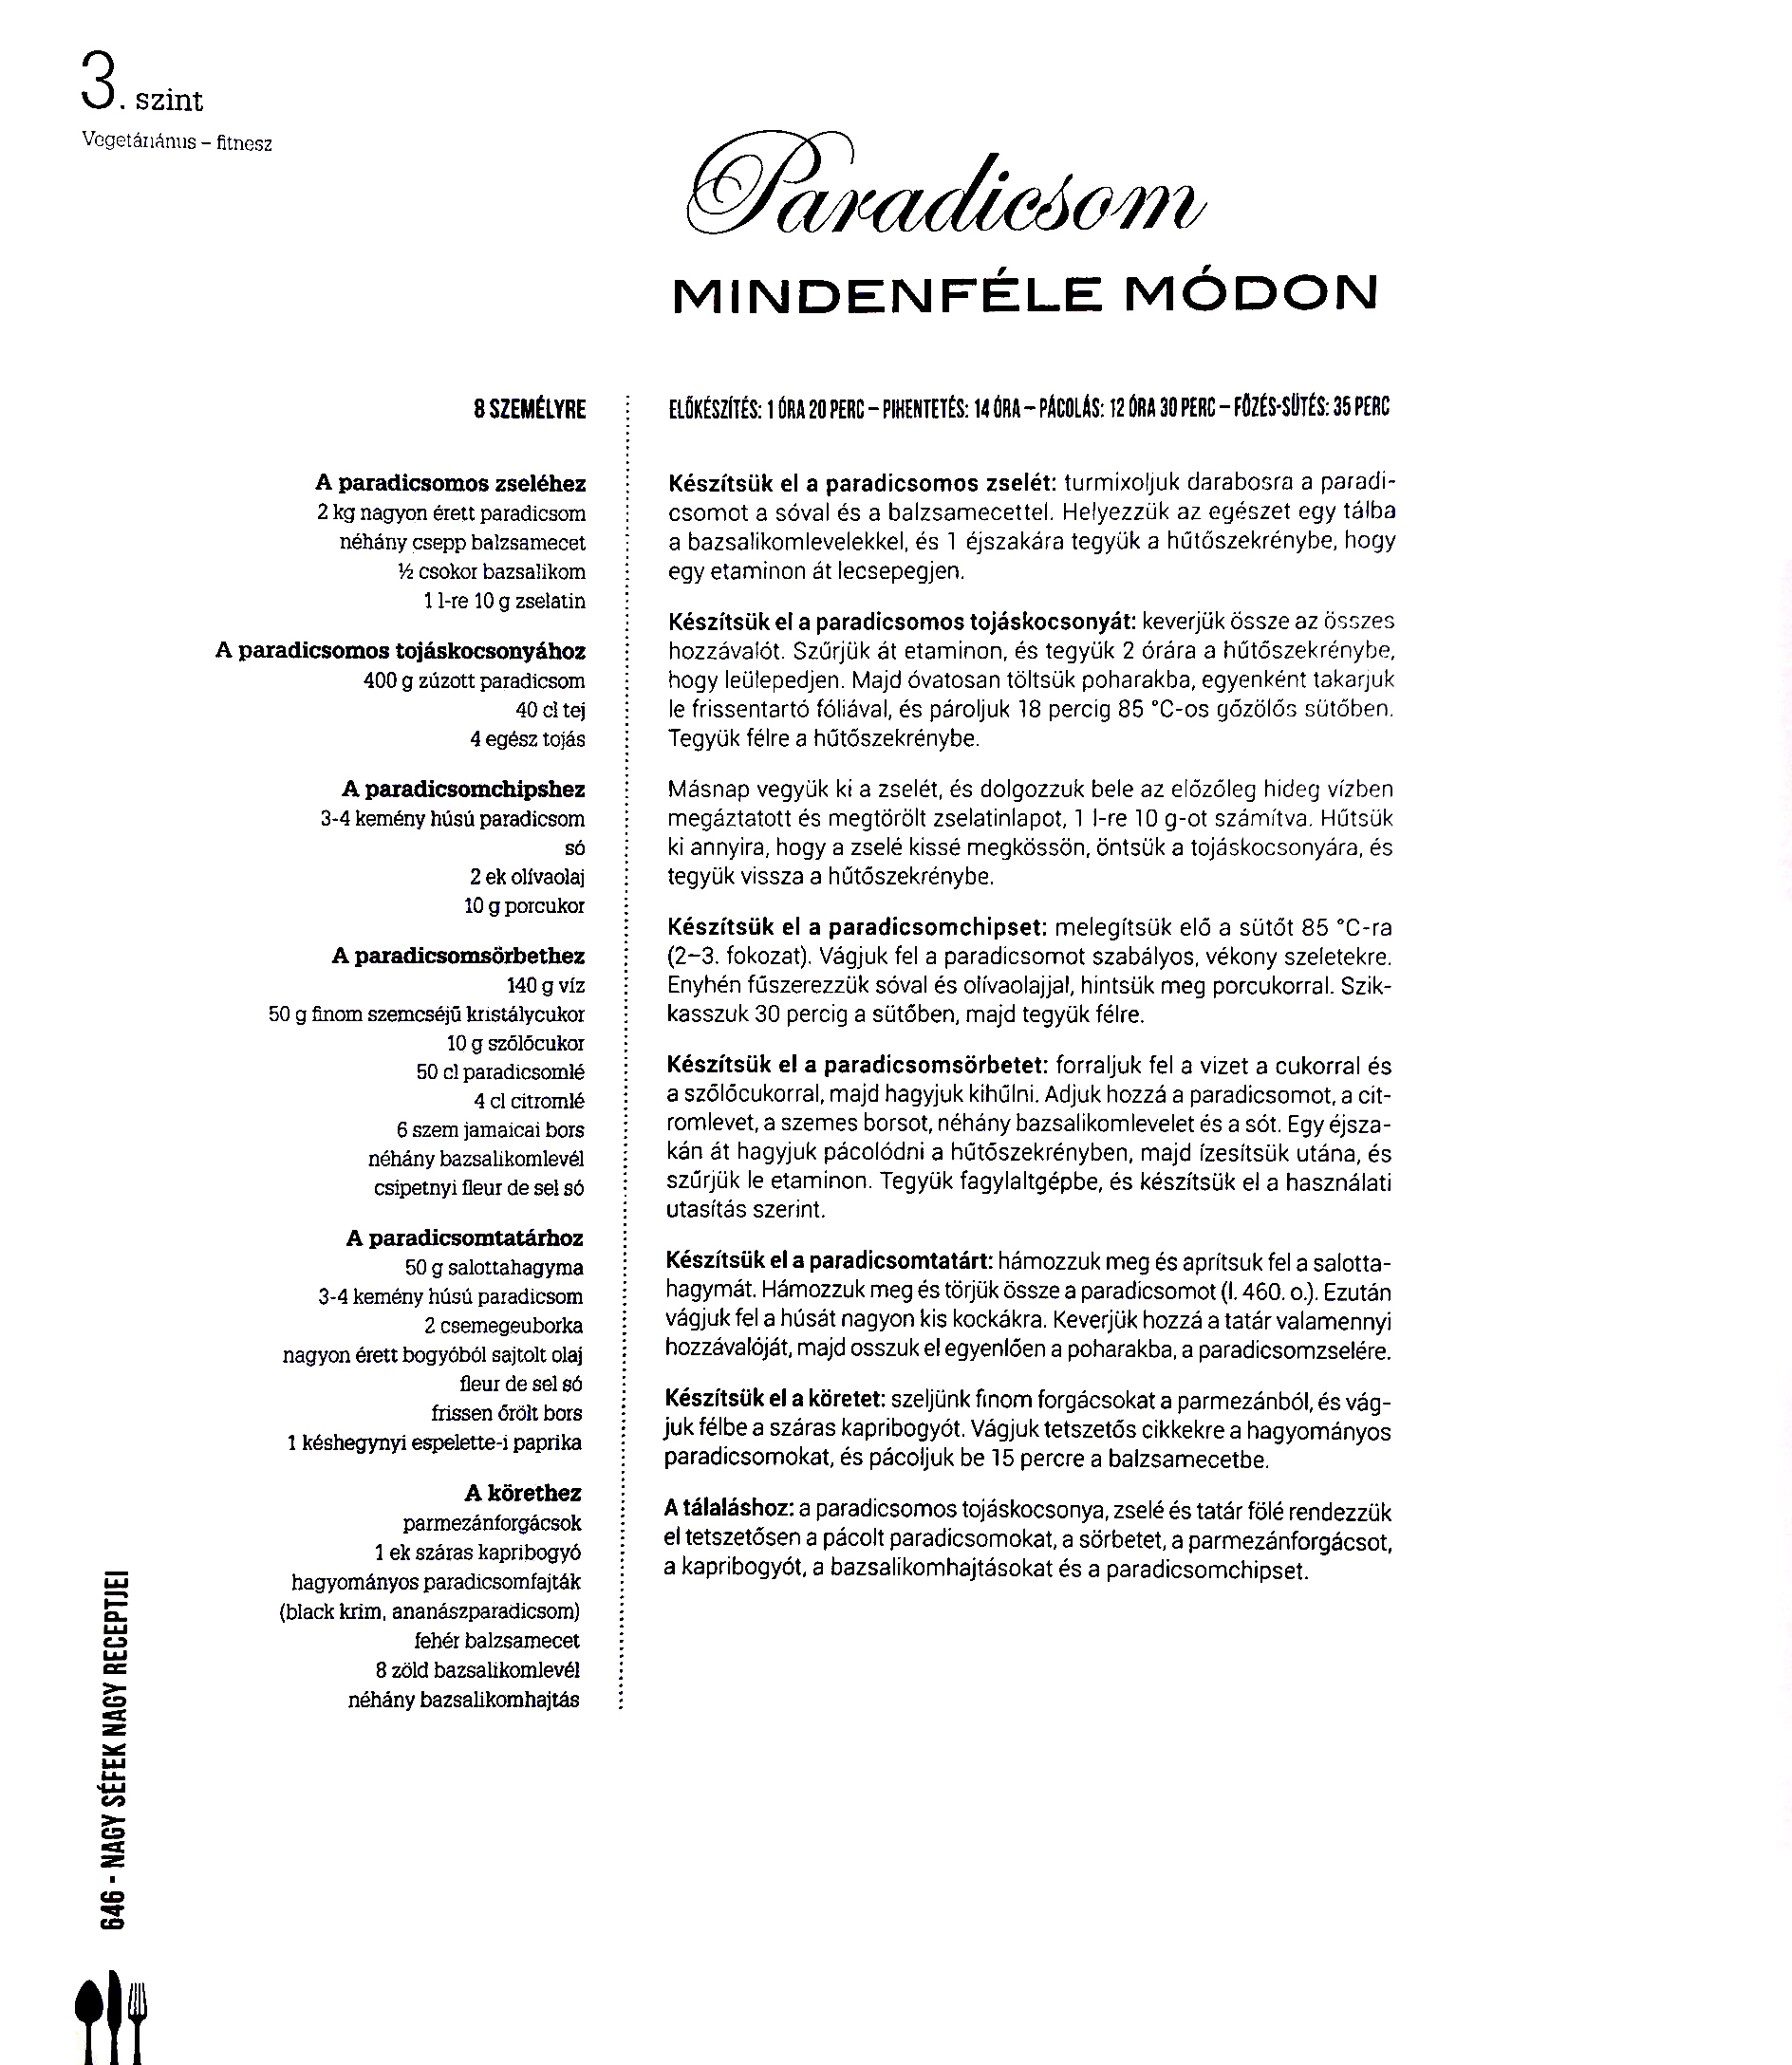 3. szint
Vegetáriánus – fitnesz
Paradicsom
MINDENFÉLE MÓDON
8 SZEMÉLYRE
A paradicsomos zseléhez
2 kg nagyon érett paradicsom
néhány csepp balzsamecet
½ csokor bazsalikom
1 l-re 10 g zselatin
A paradicsomos tojáskocsonyához
400 g zúzott paradicsom
40 cl tej
4 egész tojás
A paradicsomchipshez
3-4 kemény húsú paradicsom
só
2 ek olívaolaj
10 g porcukor
A paradicsomsörbethez
140 g víz
50 g finom szemcséjű kristálycukor
10 g szőlőcukor
50 cl paradicsomlé
4 cl citromlé
6 szem jamaicai bors
néhány bazsalikomlevél
csipetnyi fleur de sel só
A paradicsomtatárhoz
50 g salottahagyma
3-4 kemény húsú paradicsom
2 csemegeuborka
nagyon érett bogyóból sajtolt olaj
fleur de sel só
frissen őrölt bors
1 késhegynyi espelette-i paprika
A körethez
parmezánforgácsok
1 ek száras kapribogyó
hagyományos paradicsomfajták
(black krim, ananászparadicsom)
fehér balzsamecet
8 zöld bazsalikomlevél
néhány bazsalikomhajtás
ELŐKÉSZÍTÉS: 1 ÓRA 20 PERC – PIHENTETÉS: 14 ÓRA – PÁCOLÁS: 12 ÓRA 30 PERC – FŐZÉS-SÜTÉS: 35 PERC
Készítsük el a paradicsomos zselét: turmixoljuk darabosra a paradi-
csomot a sóval és a balzsamecettel. Helyezzük az egészet egy tálba
a bazsalikomlevelekkel, és 1 éjszakára tegyük a hűtőszekrénybe, hogy
egy etaminon át lecsepegjen.
Készítsük el a paradicsomos tojáskocsonyát: keverjük össze az összes
hozzávalót. Szűrjük át etaminon, és tegyük 2 órára a hűtőszekrénybe,
hogy leülepedjen. Majd óvatosan töltsük poharakba, egyenként takarjuk
le frissentartó fóliával, és pároljuk 18 percig 85 °C-os gőzölős sütőben.
Tegyük félre a hűtőszekrénybe.
Másnap vegyük ki a zselét, és dolgozzuk bele az előzőleg hideg vízben
megáztatott és megtörölt zselatinlapot, 1 l-re 10 g-ot számítva. Hűtsük
ki annyira, hogy a zselé kissé megkössön, öntsük a tojáskocsonyára, és
tegyük vissza a hűtőszekrénybe.
Készítsük el a paradicsomchipset: melegítsük elő a sütőt 85 °C-ra
(2–3. fokozat). Vágjuk fel a paradicsomot szabályos, vékony szeletekre.
Enyhén fűszerezzük sóval és olívaolajjal, hintsük meg porcukorral. Szik-
kasszuk 30 percig a sütőben, majd tegyük félre.
Készítsük el a paradicsomsörbetet: forraljuk fel a vizet a cukorral és
a szőlőcukorral, majd hagyjuk kihűlni. Adjuk hozzá a paradicsomot, a cit-
romlevet, a szemes borsot, néhány bazsalikomlevelet és a sót. Egy éjsza-
kán át hagyjuk pácolódni a hűtőszekrényben, majd ízesítsük utána, és
szűrjük le etaminon. Tegyük fagylaltgépbe, és készítsük el a használati
utasítás szerint.
Készítsük el a paradicsomtatárt: hámozzuk meg és aprítsuk fel a salotta-
hagymát. Hámozzuk meg és törjük össze a paradicsomot (l. 460. o.). Ezután
vágjuk fel a húsát nagyon kis kockákra. Keverjük hozzá a tatár valamennyi
hozzávalóját, majd osszuk el egyenlően a poharakba, a paradicsomzselére.
Készítsük el a köretet: szeljünk finom forgácsokat a parmezánból, és vág-
juk félbe a száras kapribogyót. Vágjuk tetszetős cikkekre a hagyományos
paradicsomokat, és pácoljuk be 15 percre a balzsamecetbe.
A tálaláshoz: a paradicsomos tojáskocsonya, zselé és tatár fölé rendezzük
el tetszetősen a pácolt paradicsomokat, a sörbetet, a parmezánforgácsot,
a kapribogyót, a bazsalikomhajtásokat és a paradicsomchipset.
646 - NAGY SÉFEK NAGY RECEPTJEI